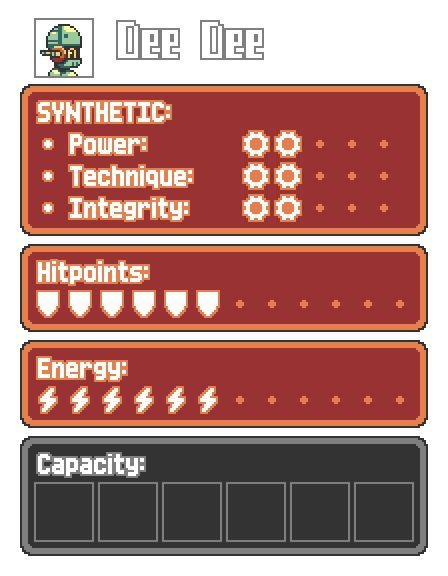 Dee Dee
SYNTHETIC:
Power:
Technique:
Integrity:
Hitpoints:
Energy:
Capacity: